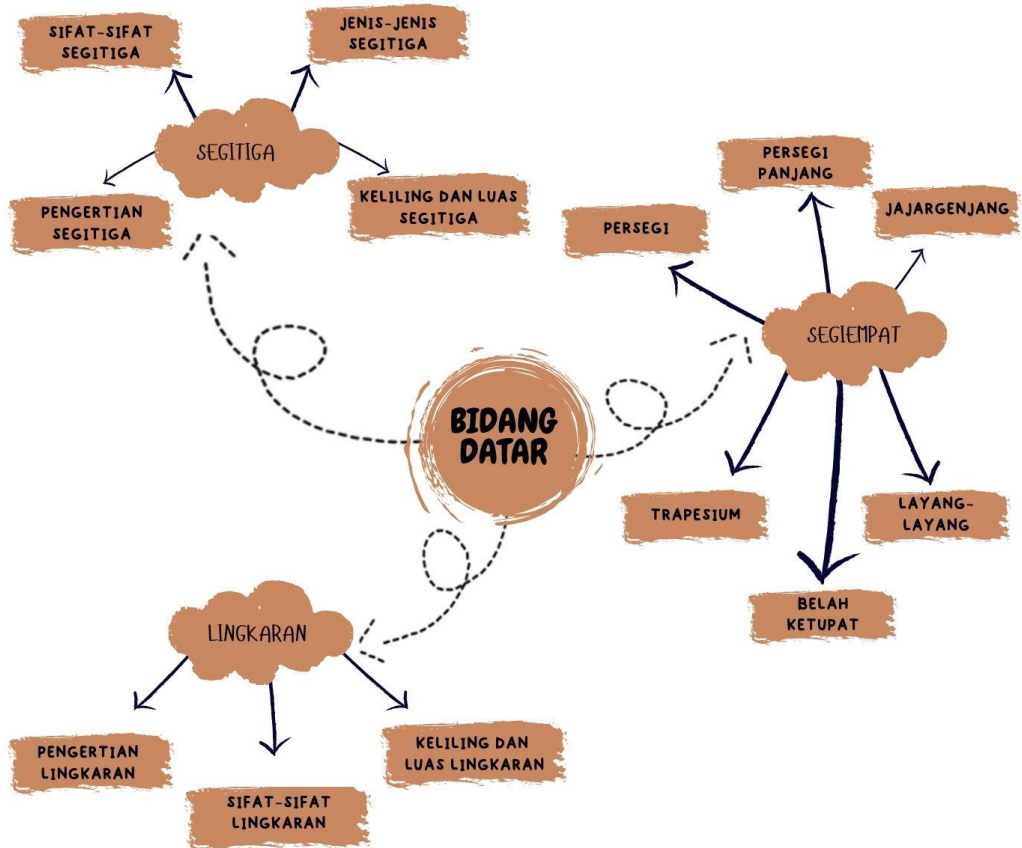 SIFAT-SIFAT
SEGITIGA
JENIS-JENIS
SEGITIGA
SEGITIGA
PENGERTIAN
SEGITIGA
KELILING DAN LUAS
SEGITIGA
PERSEGI
PANJANG
PERSEGI
JAJARGENJANG
SEGIEMPAT
BIDANG
DATAR
TRAPESIUM
LAYANG-
LAYANG
BELAH
KETUPAT
LINGKARAN
PENGERTIAN
LINGKARAN
SIFAT-SIFAT
LINGKARAN
KELILING DAN
LUAS LINGKARAN